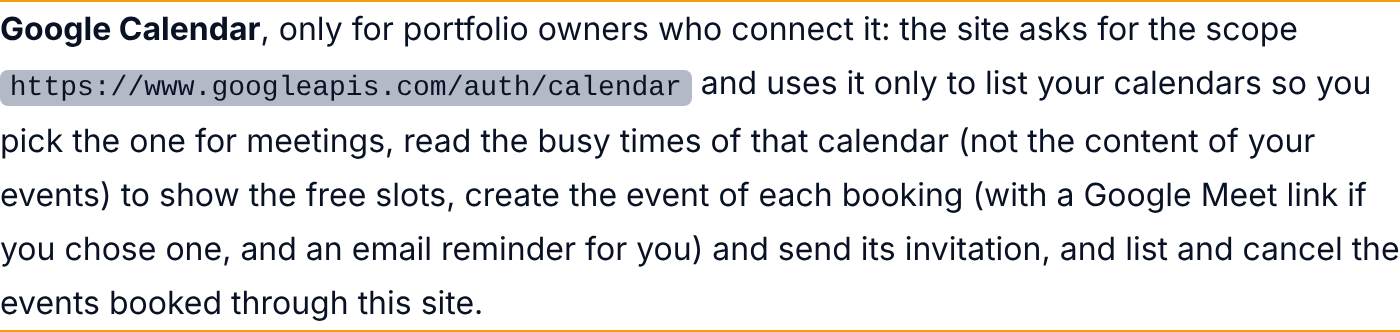 Google Calendar, only for portfolio owners who connect it: the site asks for the scope
https://www.googleapis.com/auth/calendar and uses it only to list your calendars so you
pick the one for meetings, read the busy times of that calendar (not the content of your
events) to show the free slots, create the event of each booking (with a Google Meet link if
you chose one, and an email reminder for you) and send its invitation, and list and cancel the
events booked through this site.